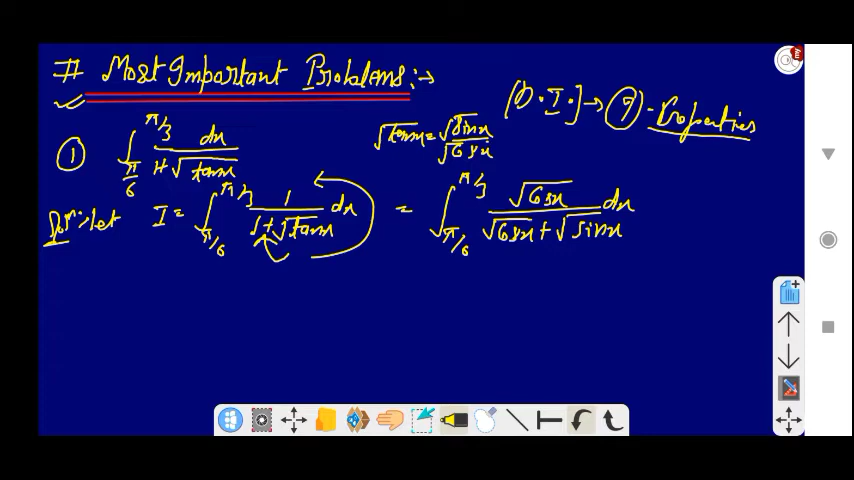 # Most Important Problems:→
[D.I.]→ 9 - Properties
① ∫_{π/6}^{π/3} dx / 1+√tanx
√tanx = √sinx / √cosx
Sol:- let I = ∫_{π/6}^{π/3} 1 / 1+√tanx dx = ∫_{π/6}^{π/3} √cosx / √cosx+√sinx dx